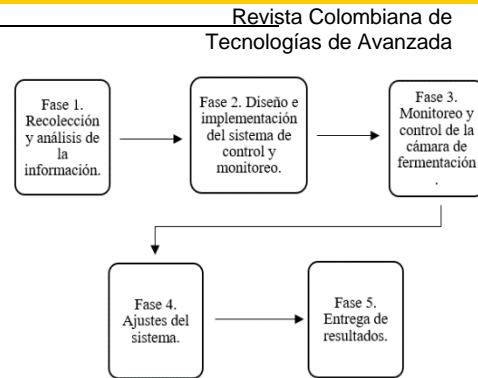 Revista Colombiana de
Tecnologías de Avanzada
Fase 1.
Recolección
y análisis de
la
información.
Fase 2. Diseño e
implementación
del sistema de
control y
monitoreo.
Fase 3.
Monitoreo y
control de la
cámara de
fermentación
.
Fase 4.
Ajustes del
sistema.
Fase 5.
Entrega de
resultados.